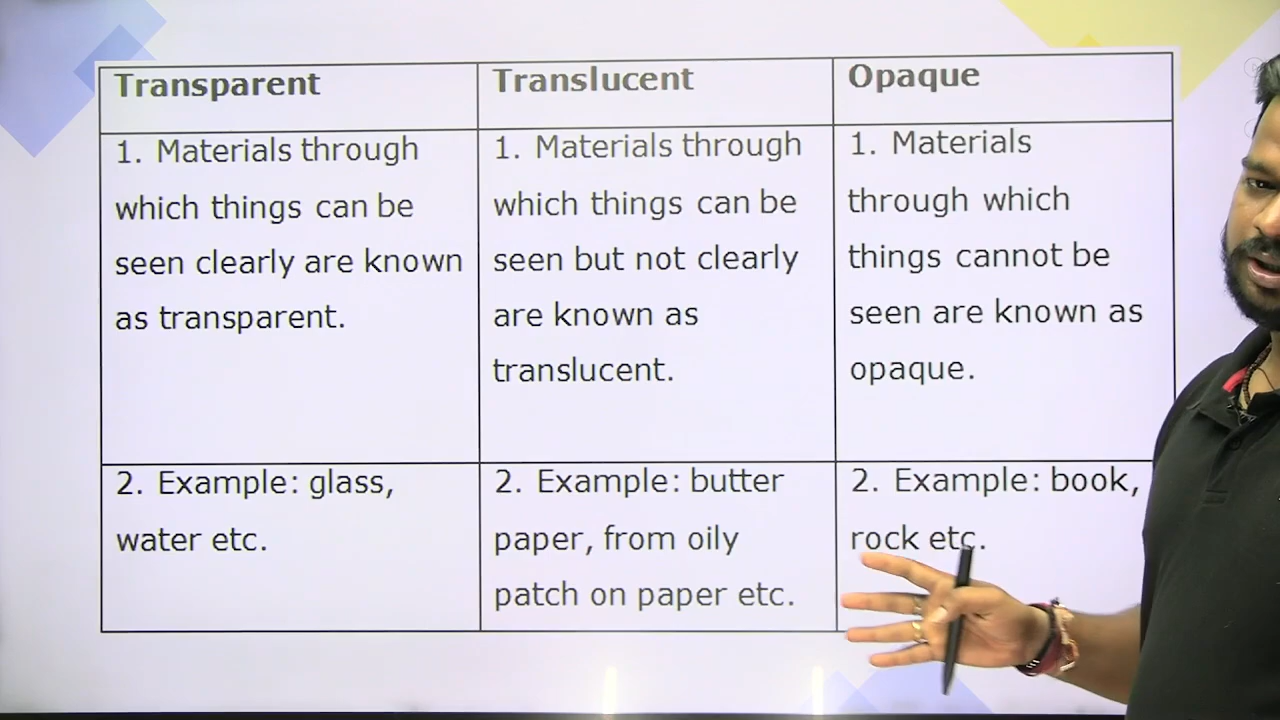 Transparent
Translucent
Opaque
1. Materials through
which things can be
seen clearly are known
as transparent.
1. Materials through
which things can be
seen but not clearly
are known as
translucent.
1. Materials
through which
things cannot be
seen are known as
opaque.
2. Example: glass,
water etc.
2. Example: butter
paper, from oily
patch on paper etc.
2. Example: book,
rock etc.